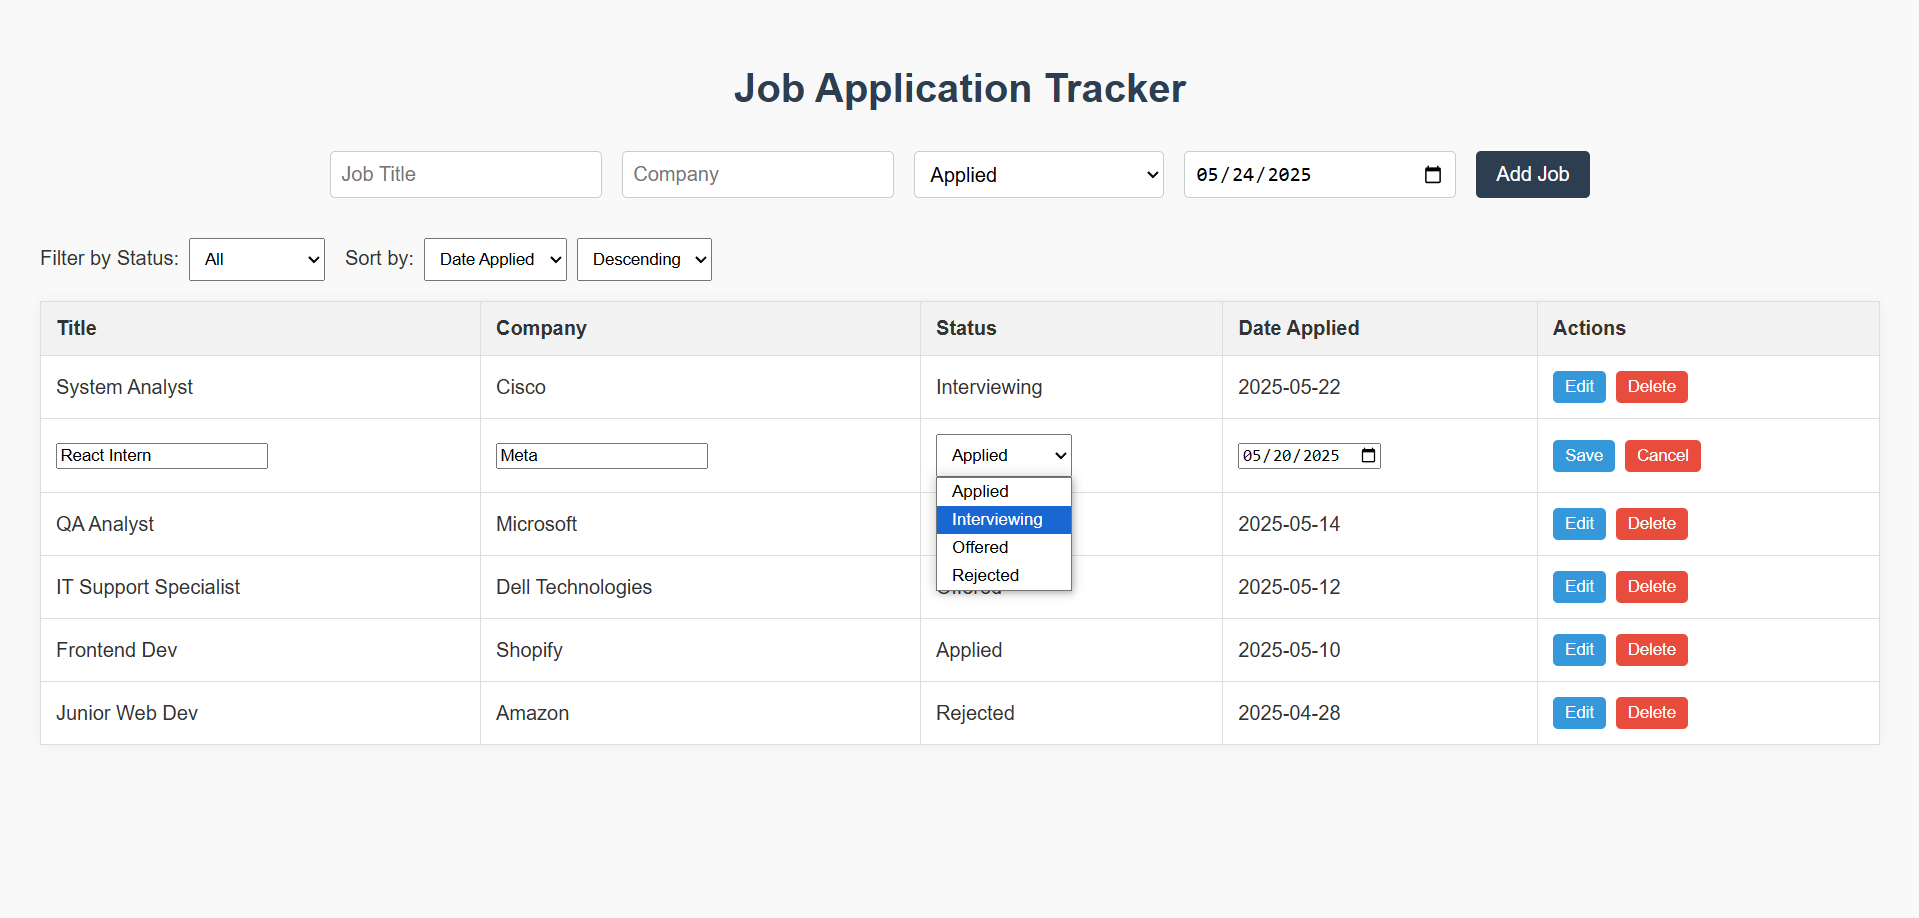 Job Application Tracker
Job Title Company Applied 05/24/2025 Add Job
Filter by Status: All Sort by: Date Applied Descending
Title Company Status Date Applied Actions
System Analyst Cisco Interviewing 2025-05-22 Edit Delete
React Intern Meta Applied 05/20/2025 Save Cancel
Applied
Interviewing
Offered
Rejected
QA Analyst Microsoft 2025-05-14 Edit Delete
IT Support Specialist Dell Technologies Offered 2025-05-12 Edit Delete
Frontend Dev Shopify Applied 2025-05-10 Edit Delete
Junior Web Dev Amazon Rejected 2025-04-28 Edit Delete